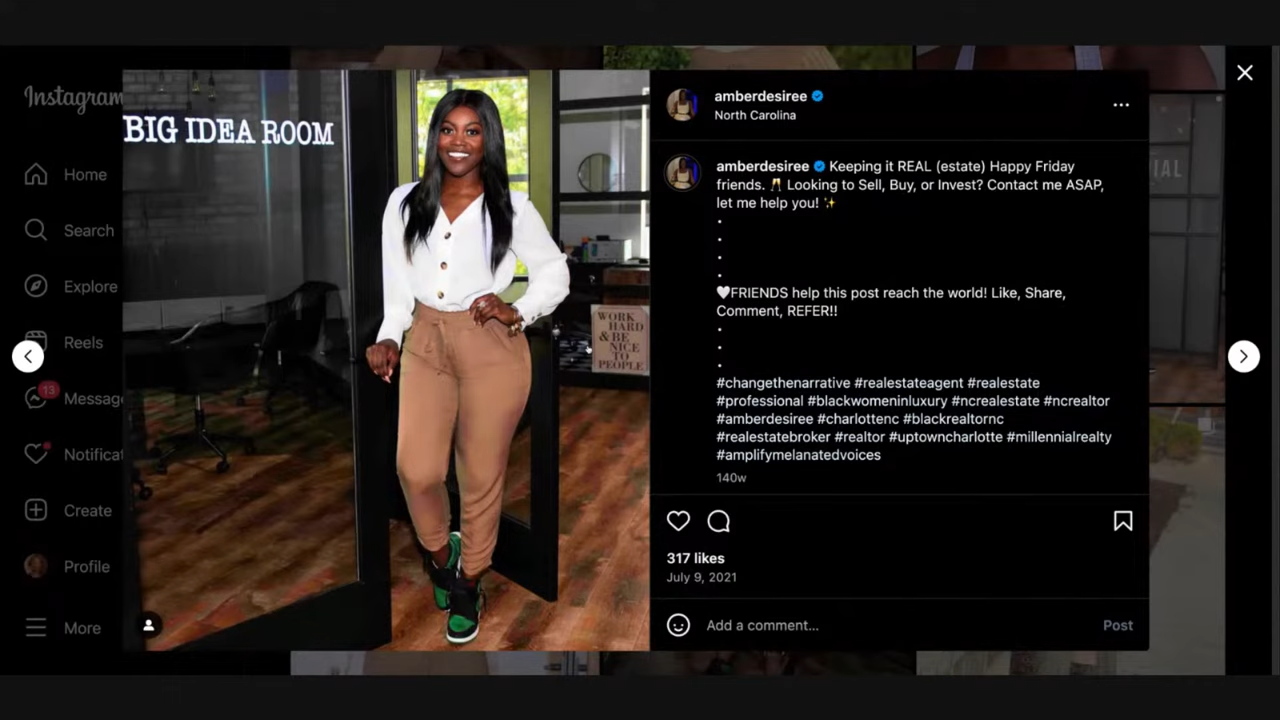 Instagram
Home
Search
Explore
Reels
13
Messag
Notificat
Create
Profile
More
BIG IDEA ROOM
WORK
HARD
& BE
NICE
TO
PEOPLE
amberdesiree
North Carolina
amberdesiree Keeping it REAL (estate) Happy Friday
friends. 🥂 Looking to Sell, Buy, or Invest? Contact me ASAP,
let me help you! ✨
.
.
.
.
🤍FRIENDS help this post reach the world! Like, Share,
Comment, REFER!!
.
.
.
#changethenarrative #realestateagent #realestate
#professional #blackwomeninluxury #ncrealestate #ncrealtor
#amberdesiree #charlottenc #blackrealtornc
#realestatebroker #realtor #uptowncharlotte #millennialrealty
#amplifymelanatedvoices
140w
317 likes
July 9, 2021
Add a comment...
Post